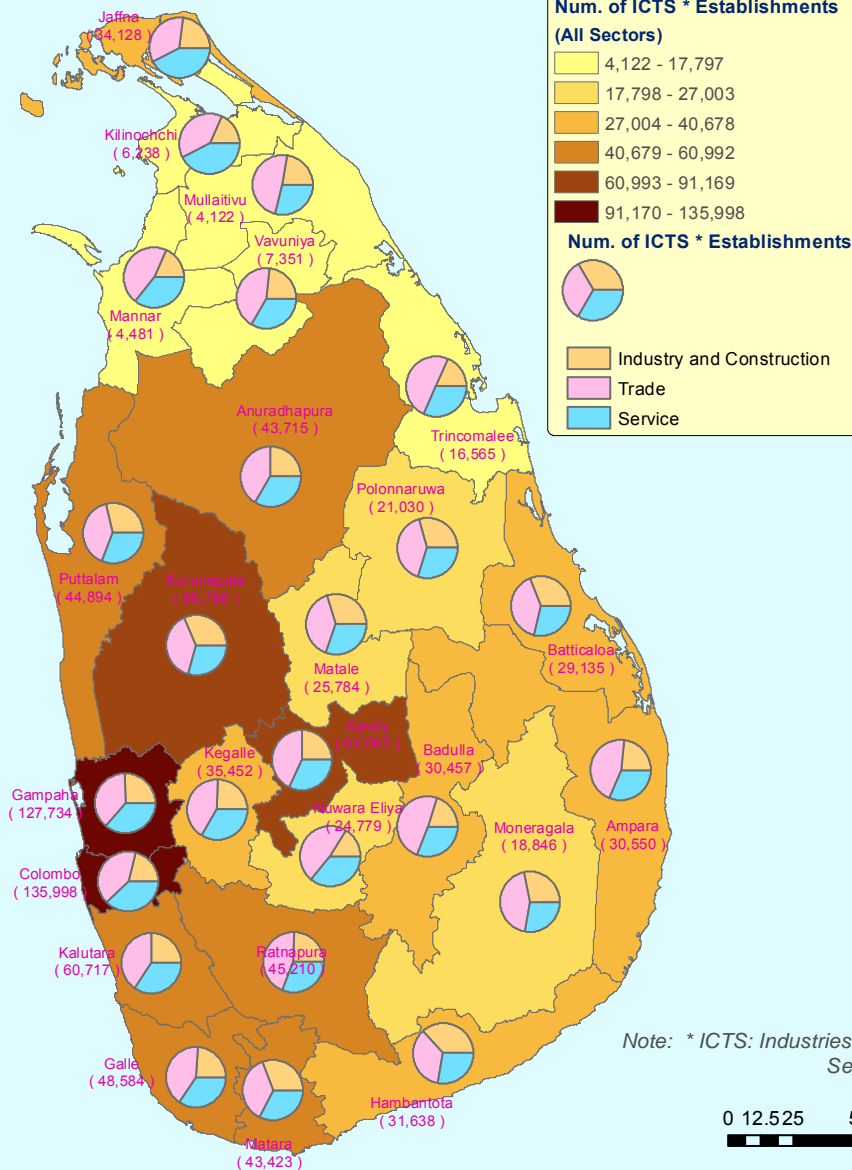 Num. of ICTS * Establishments
(All Sectors)
4,122 - 17,797
17,798 - 27,003
27,004 - 40,678
40,679 - 60,992
60,993 - 91,169
91,170 - 135,998
Num. of ICTS * Establishments
Industry and Construction
Trade
Service
Jaffna
( 34,128 )
Kilinochchi
( 6,238 )
Mullaitivu
( 4,122 )
Vavuniya
( 7,351 )
Mannar
( 4,481 )
Anuradhapura
( 43,715 )
Trincomalee
( 16,565 )
Polonnaruwa
( 21,030 )
Puttalam
( 44,894 )
Kurunegala
Matale
( 25,784 )
Batticaloa
( 29,135 )
Kandy
Kegalle
( 35,452 )
Badulla
( 30,457 )
Gampaha
( 127,734 )
Nuwara Eliya
( 24,779 )
Moneragala
( 18,846 )
Ampara
( 30,550 )
Colombo
( 135,998 )
Kalutara
( 60,717 )
Ratnapura
( 45,210 )
Galle
( 48,584 )
Hambantota
( 31,638 )
Matara
( 43,423 )
Note: * ICTS: Industries
Se
0 12.5 25 5